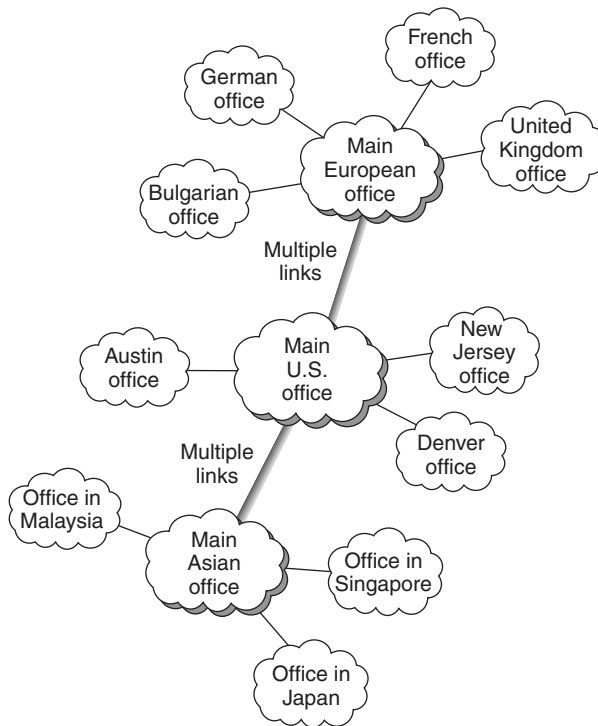 French
office
German
office
United
Kingdom
office
Main
European
office
Bulgarian
office
Multiple
links
New
Jersey
office
Main
U.S.
office
Austin
office
Denver
office
Multiple
links
Office in
Malaysia
Main
Asian
office
Office in
Singapore
Office in
Japan